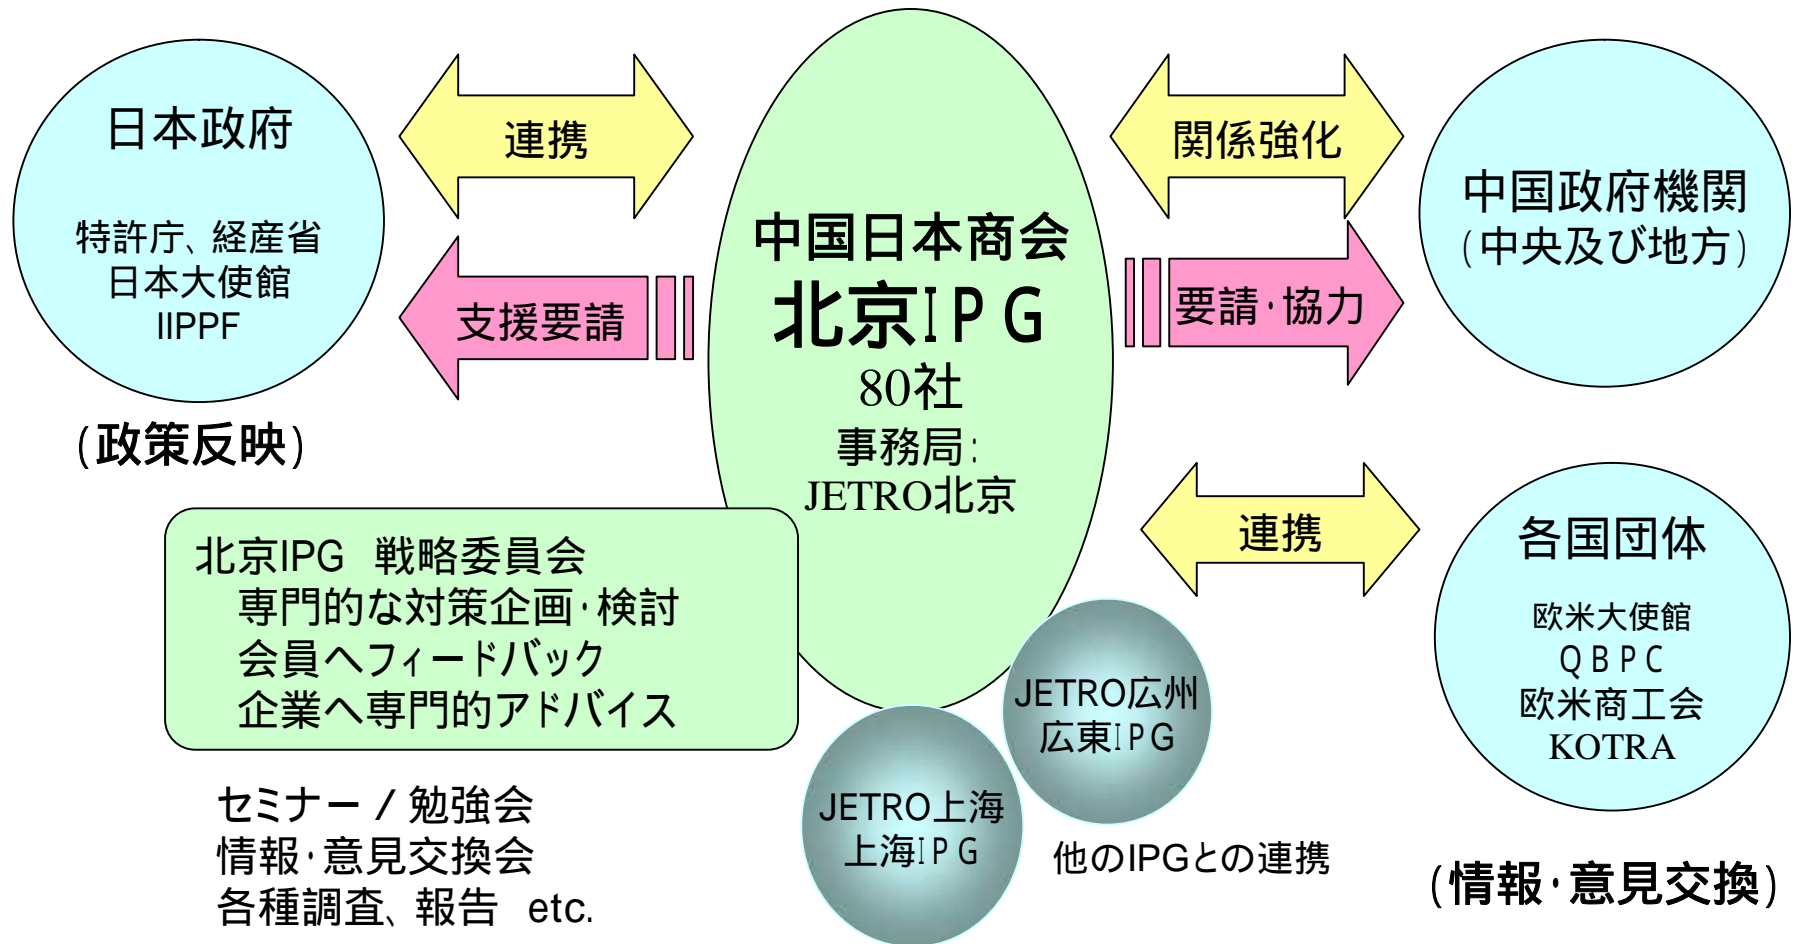 日本政府
特許庁、経産省
日本大使館
IIPPF
(政策反映)
連携
支援要請
中国日本商会
北京IPG
80社
事務局:
JETRO北京
関係強化
要請・協力
中国政府機関
(中央及び地方)
連携
各国団体
欧米大使館
QBPC
欧米商工会
KOTRA
(情報・意見交換)
北京IPG 戦略委員会
専門的な対策企画・検討
会員へフィードバック
企業へ専門的アドバイス
セミナー / 勉強会
情報・意見交換会
各種調査、報告 etc.
JETRO広州
広東IPG
JETRO上海
上海IPG
他のIPGとの連携